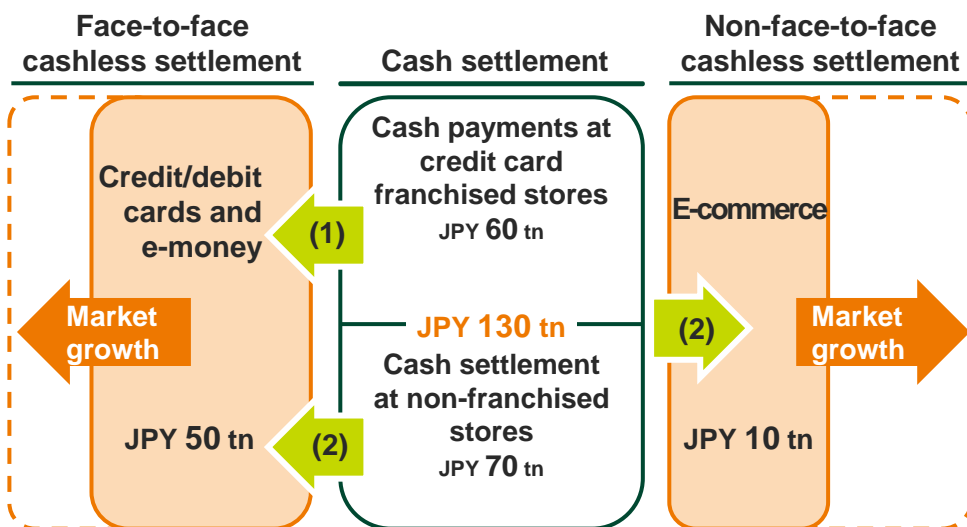 Face-to-face
cashless settlement
Cash settlement
Non-face-to-face
cashless settlement
Credit/debit
cards and
e-money
(1)
Market
growth
JPY 50 tn
(2)
Cash payments at
credit card
franchised stores
JPY 60 tn
JPY 130 tn
Cash settlement
at non-franchised
stores
JPY 70 tn
E-commerce
(2)
Market
growth
JPY 10 tn